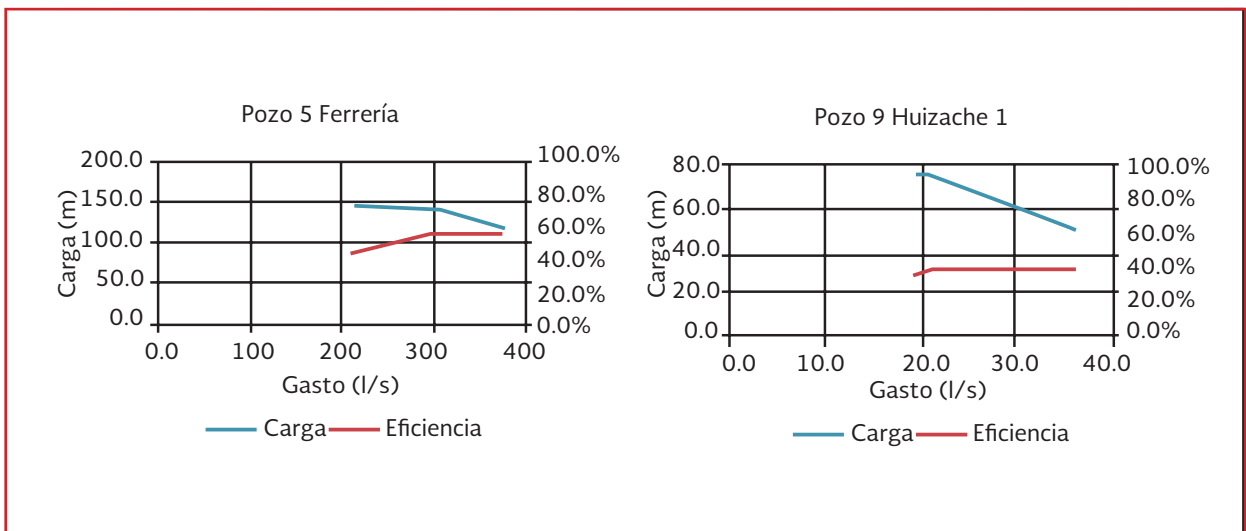 Pozo 5 Ferrería
Carga (m)
200.0
150.0
100.0
50.0
0.0
100.0%
80.0%
60.0%
40.0%
20.0%
0.0%
0.0 100 200 300 400
Gasto (l/s)
Carga Eficiencia
Pozo 9 Huizache 1
Carga (m)
80.0
60.0
40.0
20.0
0.0
100.0%
80.0%
60.0%
40.0%
20.0%
0.0%
0.0 10.0 20.0 30.0 40.0
Gasto (l/s)
Carga Eficiencia